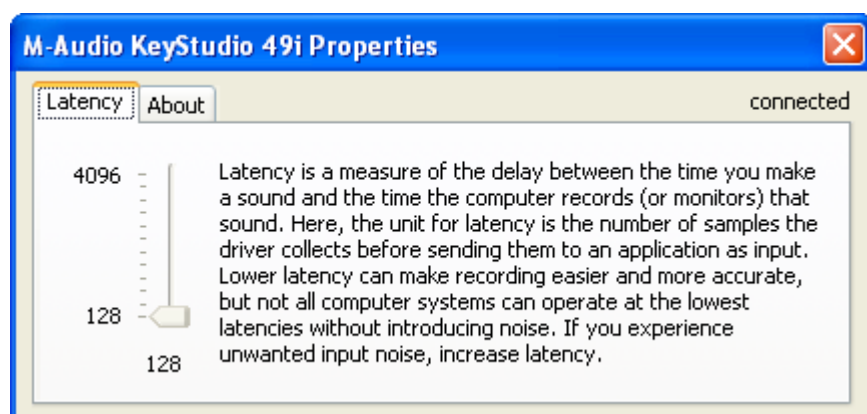 M-Audio KeyStudio 49i Properties
Latency About connected
4096
Latency is a measure of the delay between the time you make
a sound and the time the computer records (or monitors) that
sound. Here, the unit for latency is the number of samples the
driver collects before sending them to an application as input.
Lower latency can make recording easier and more accurate,
but not all computer systems can operate at the lowest
latencies without introducing noise. If you experience
unwanted input noise, increase latency.
128
128